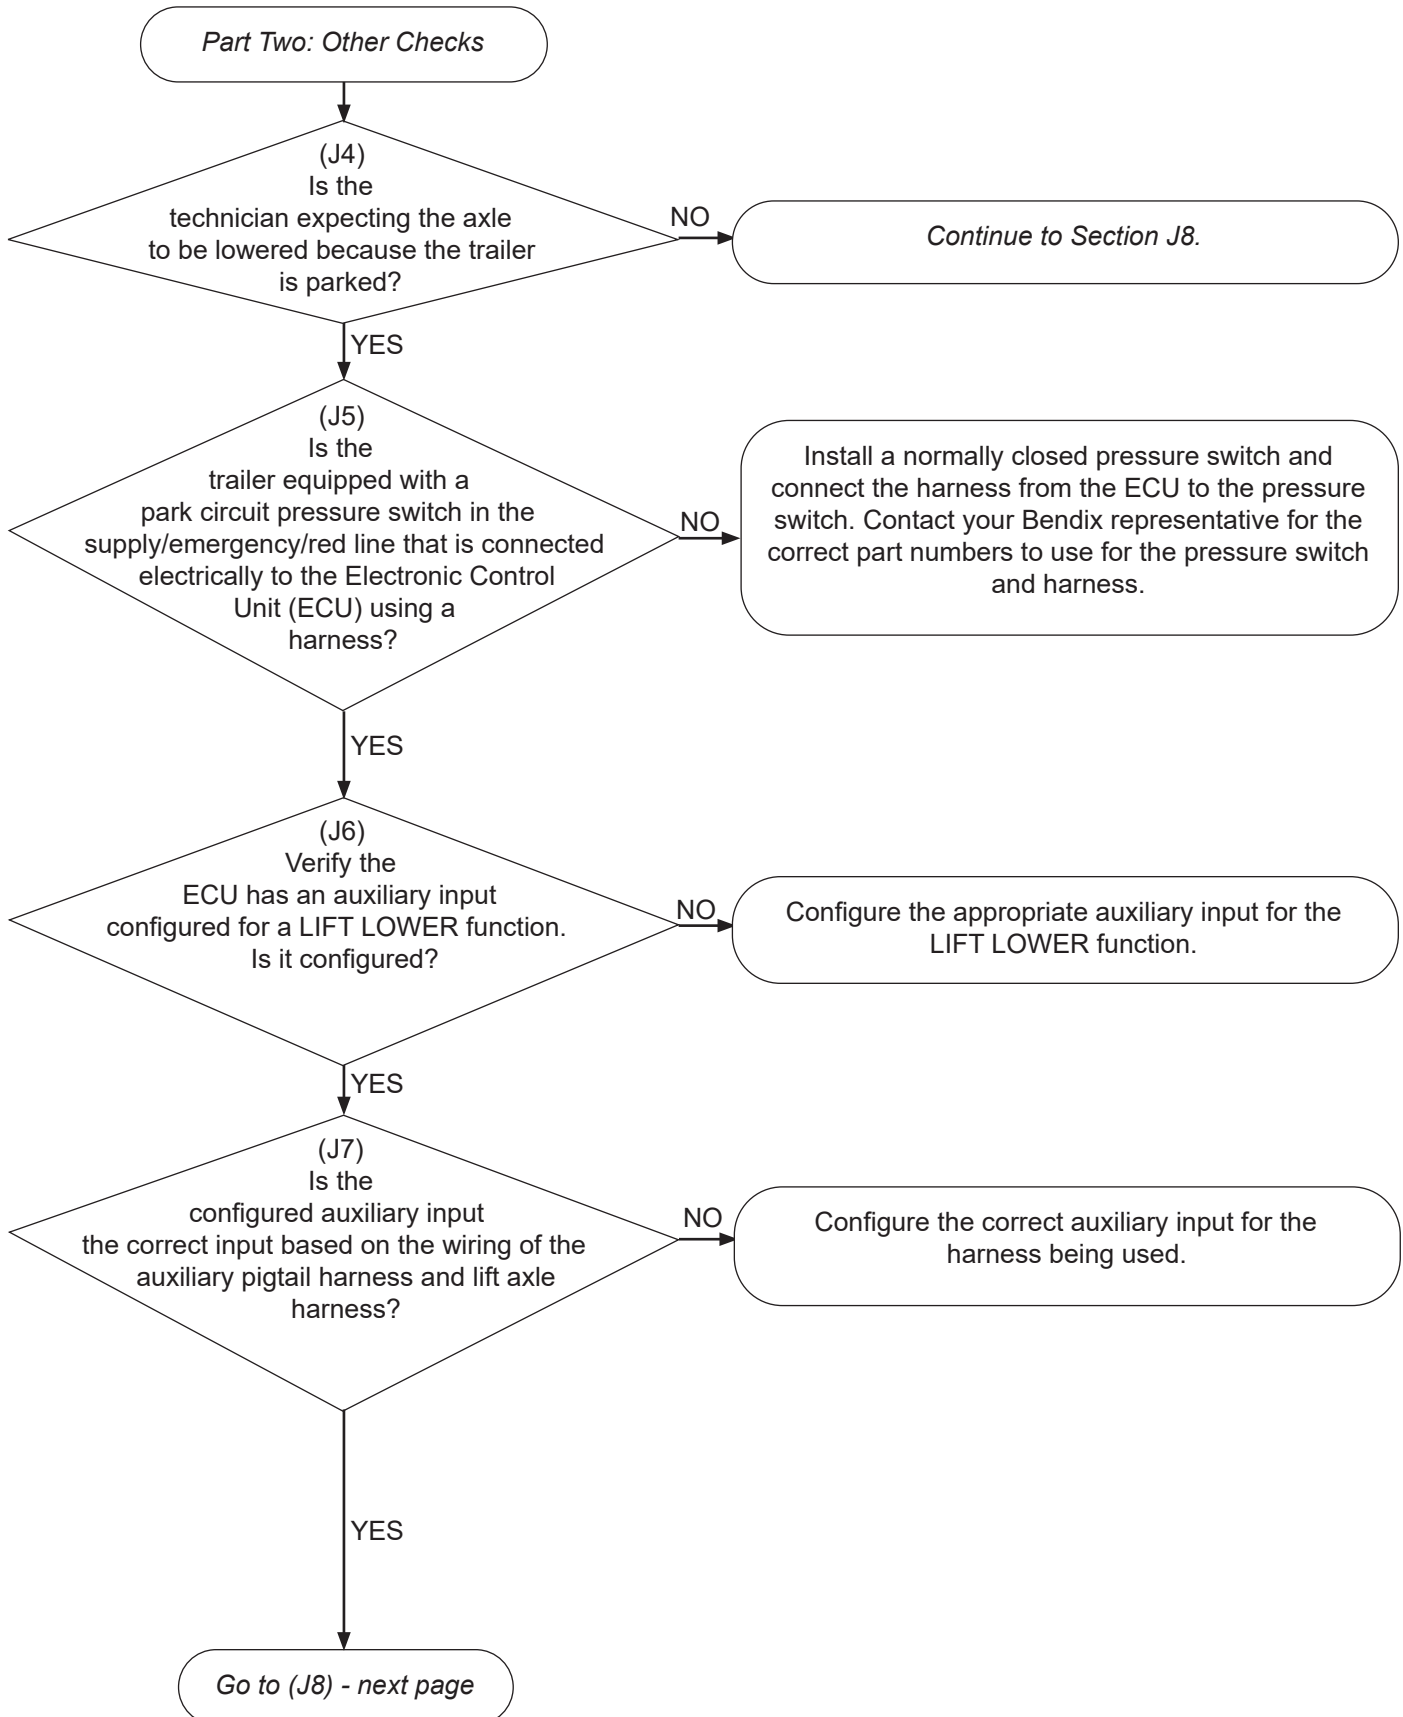 Part Two: Other Checks
(J4)
Is the
technician expecting the axle
to be lowered because the trailer
is parked?
NO
Continue to Section J8.
YES
(J5)
Is the
trailer equipped with a
park circuit pressure switch in the
supply/emergency/red line that is connected
electrically to the Electronic Control
Unit (ECU) using a
harness?
NO
Install a normally closed pressure switch and
connect the harness from the ECU to the pressure
switch. Contact your Bendix representative for the
correct part numbers to use for the pressure switch
and harness.
YES
(J6)
Verify the
ECU has an auxiliary input
configured for a LIFT LOWER function.
Is it configured?
NO
Configure the appropriate auxiliary input for the
LIFT LOWER function.
YES
(J7)
Is the
configured auxiliary input
the correct input based on the wiring of the
auxiliary pigtail harness and lift axle
harness?
NO
Configure the correct auxiliary input for the
harness being used.
YES
Go to (J8) - next page